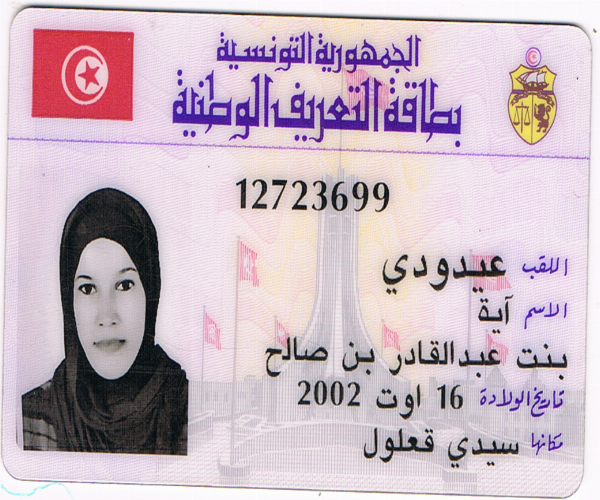 الجمهورية التونسية
بطاقة التعريف الوطنية
12723699
اللقب عيدودي
الاسم آية
بنت عبدالقادر بن صالح
تاريخ الولادة 16 اوت 2002
مكانها سيدي قعلول